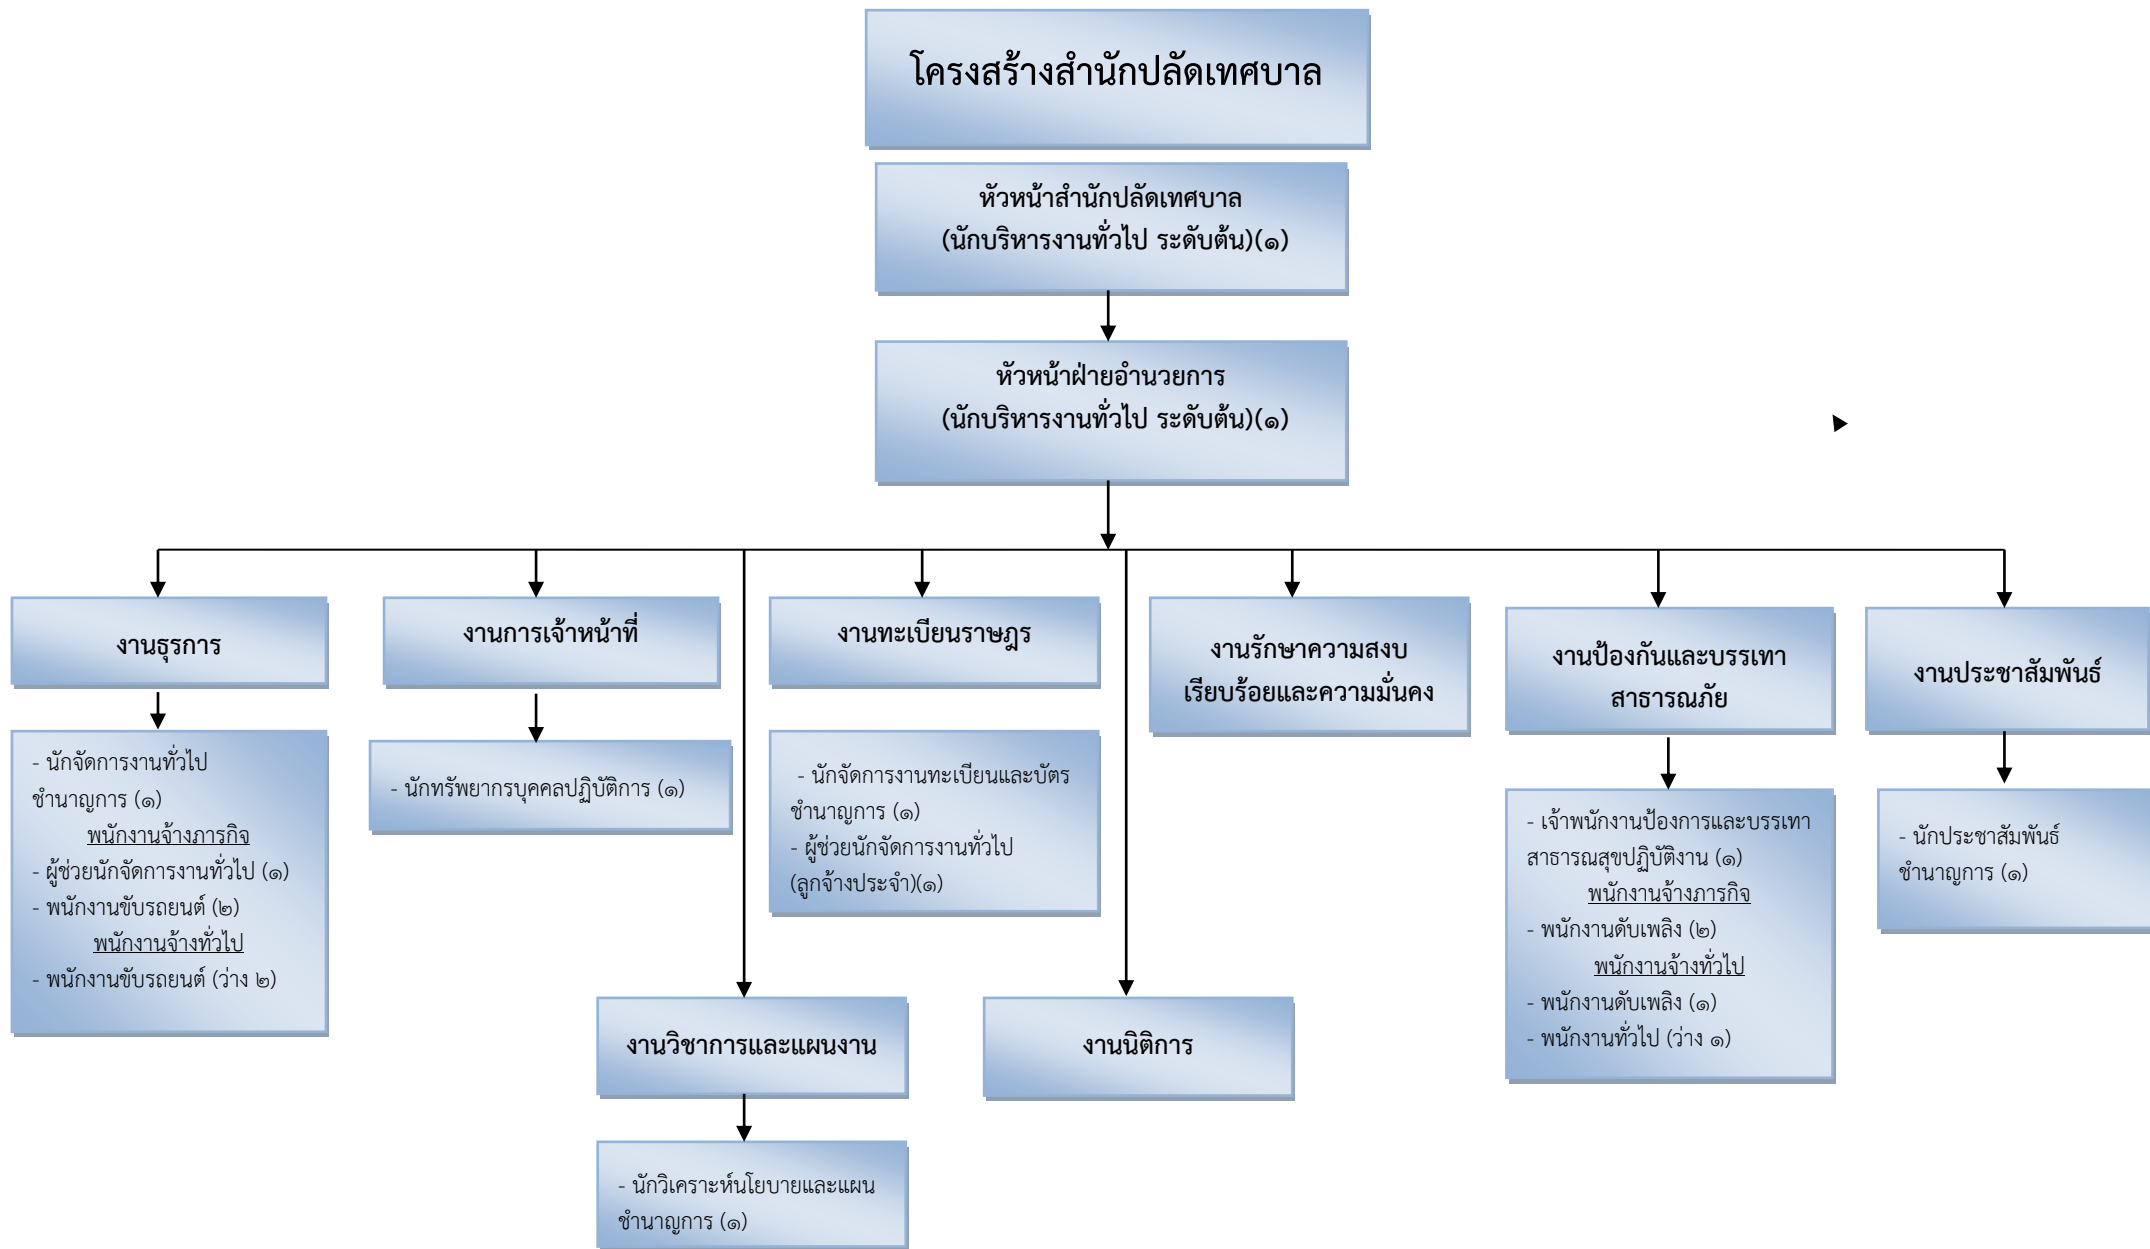 โครงสร้างสำนักปลัดเทศบาล
หัวหน้าสำนักปลัดเทศบาล
(นักบริหารงานทั่วไป ระดับต้น)(๑)
หัวหน้าฝ่ายอำนวยการ
(นักบริหารงานทั่วไป ระดับต้น)(๑)
งานธุรการ
- นักจัดการงานทั่วไป
ชำนาญการ (๑)
พนักงานจ้างภารกิจ
- ผู้ช่วยนักจัดการงานทั่วไป (๑)
- พนักงานขับรถยนต์ (๒)
พนักงานจ้างทั่วไป
- พนักงานขับรถยนต์ (ว่าง ๒)
งานการเจ้าหน้าที่
- นักทรัพยากรบุคคลปฏิบัติการ (๑)
งานวิชาการและแผนงาน
- นักวิเคราะห์นโยบายและแผน
ชำนาญการ (๑)
งานทะเบียนราษฎร
- นักจัดการงานทะเบียนและบัตร
ชำนาญการ (๑)
- ผู้ช่วยนักจัดการงานทั่วไป
(ลูกจ้างประจำ)(๑)
งานนิติการ
งานรักษาความสงบ
เรียบร้อยและความมั่นคง
งานป้องกันและบรรเทา
สาธารณภัย
- เจ้าพนักงานป้องการและบรรเทา
สาธารณสุขปฏิบัติงาน (๑)
พนักงานจ้างภารกิจ
- พนักงานดับเพลิง (๒)
พนักงานจ้างทั่วไป
- พนักงานดับเพลิง (๑)
- พนักงานทั่วไป (ว่าง ๑)
งานประชาสัมพันธ์
- นักประชาสัมพันธ์
ชำนาญการ (๑)